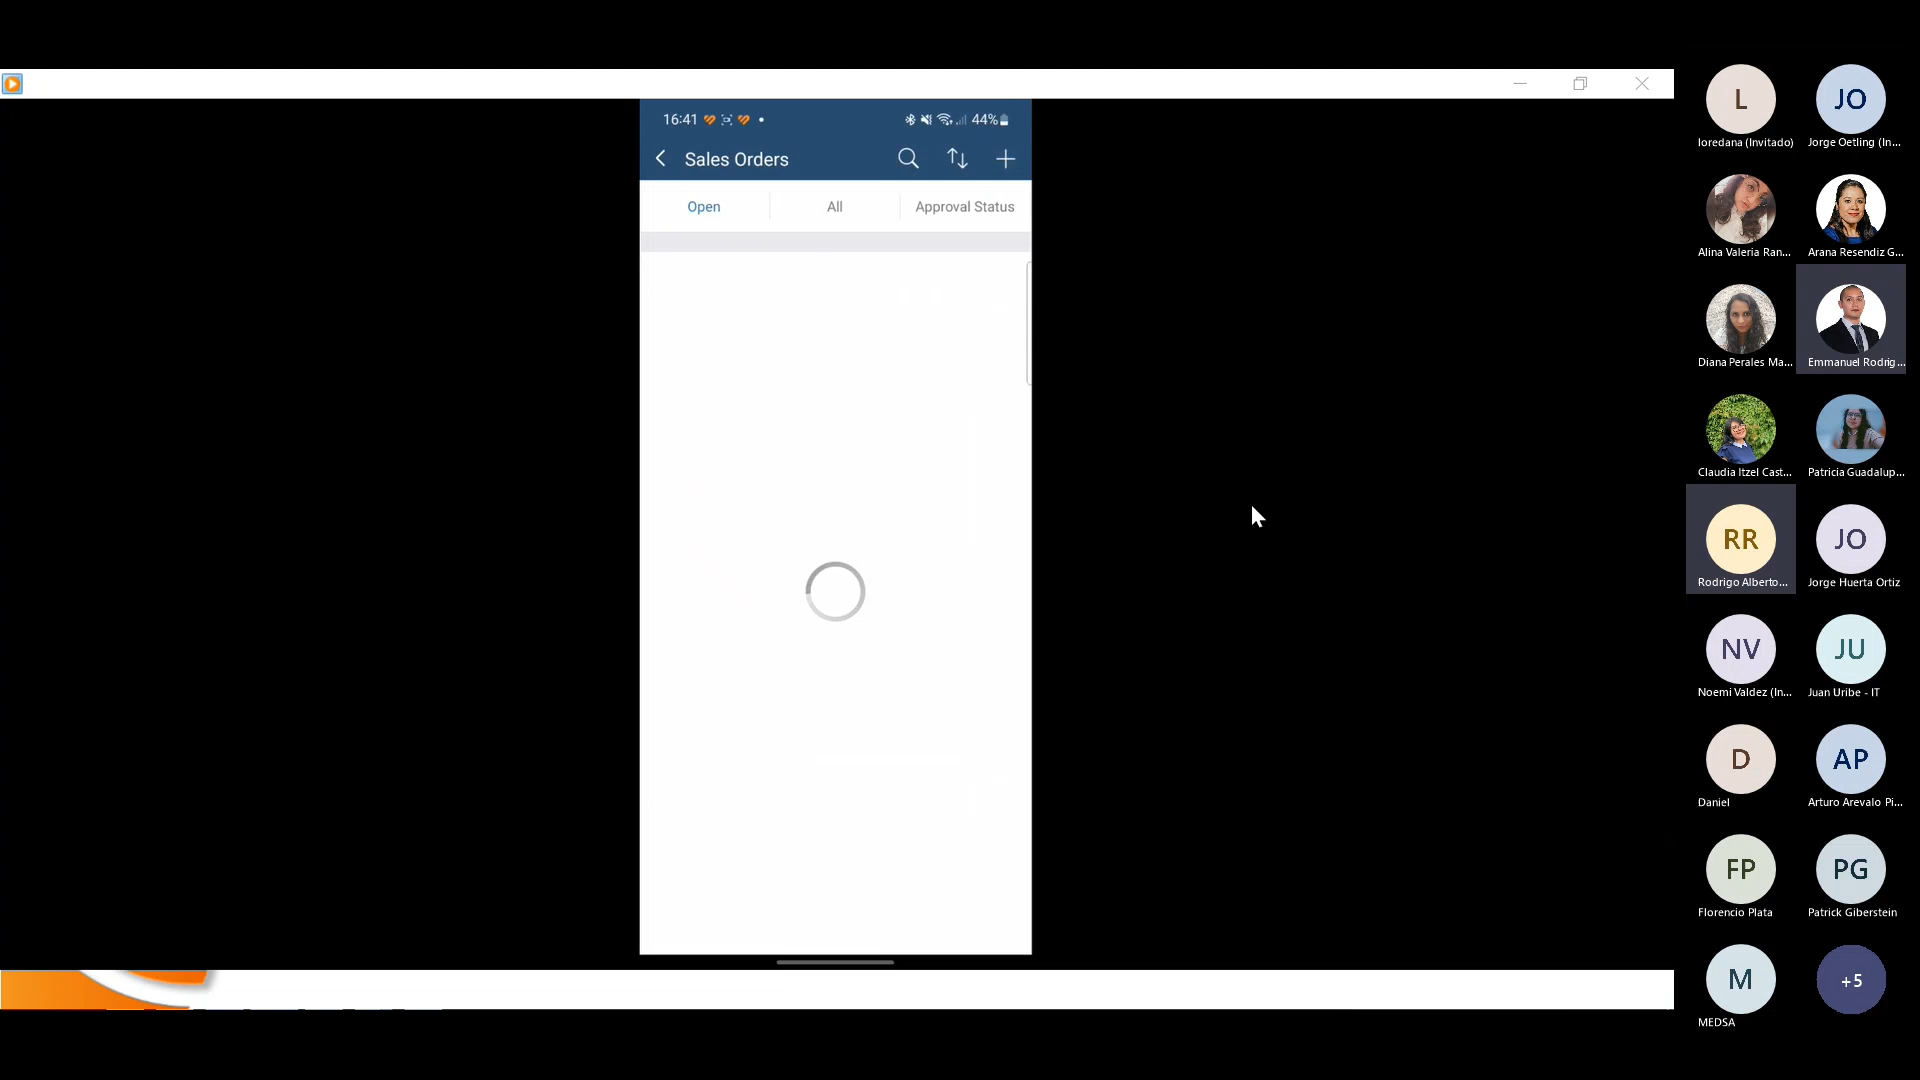 16:41
44%
Sales Orders
Open
All
Approval Status
L
loredana (Invitado)
JO
Jorge Oetling (In...
Alina Valeria Ran...
Arana Resendiz G...
Diana Perales Ma...
Emmanuel Rodrig...
Claudia Itzel Cast...
Patricia Guadalup...
RR
Rodrigo Alberto...
JO
Jorge Huerta Ortiz
NV
Noemi Valdez (In...
JU
Juan Uribe - IT
D
Daniel
AP
Arturo Arevalo Pi...
FP
Florencio Plata
PG
Patrick Giberstein
M
MEDSA
+5